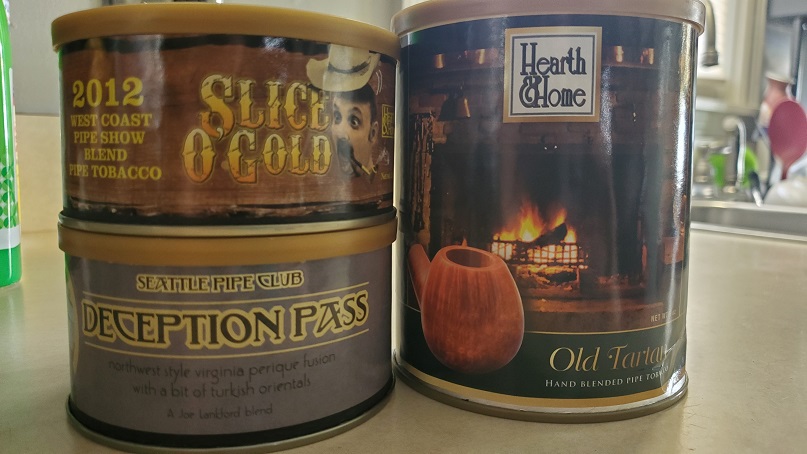 2012
WEST COAST
PIPE SHOW
BLEND
PIPE TOBACCO
SLICE
O'GOLD
SEATTLE PIPE CLUB
DECEPTION PASS
northwest style virginia perique fusion
with a bit of turkish orientals
A Joe Lankford blend
Hearth
&Home
NET
Old Tartan
HAND BLENDED PIPE TOBACCO